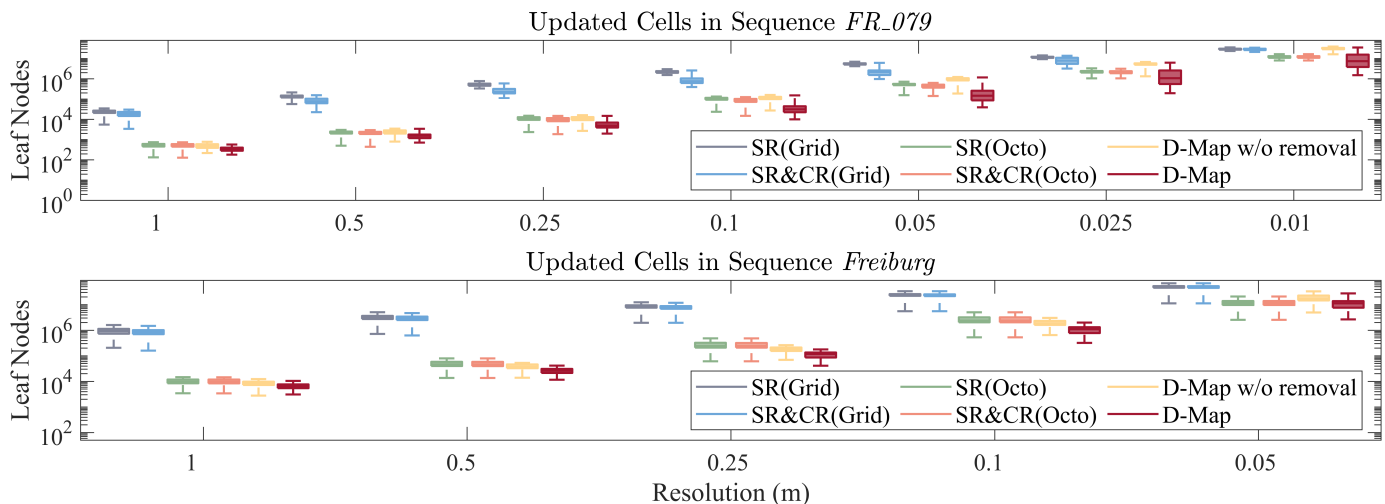 Updated Cells in Sequence FR_079
Leaf Nodes
10^6
10^4
10^2
10^0
SR(Grid) SR(Octo) D-Map w/o removal
SR&CR(Grid) SR&CR(Octo) D-Map
1 0.5 0.25 0.1 0.05 0.025 0.01
Updated Cells in Sequence Freiburg
Leaf Nodes
10^6
10^4
10^2
SR(Grid) SR(Octo) D-Map w/o removal
SR&CR(Grid) SR&CR(Octo) D-Map
1 0.5 0.25 0.1 0.05
Resolution (m)